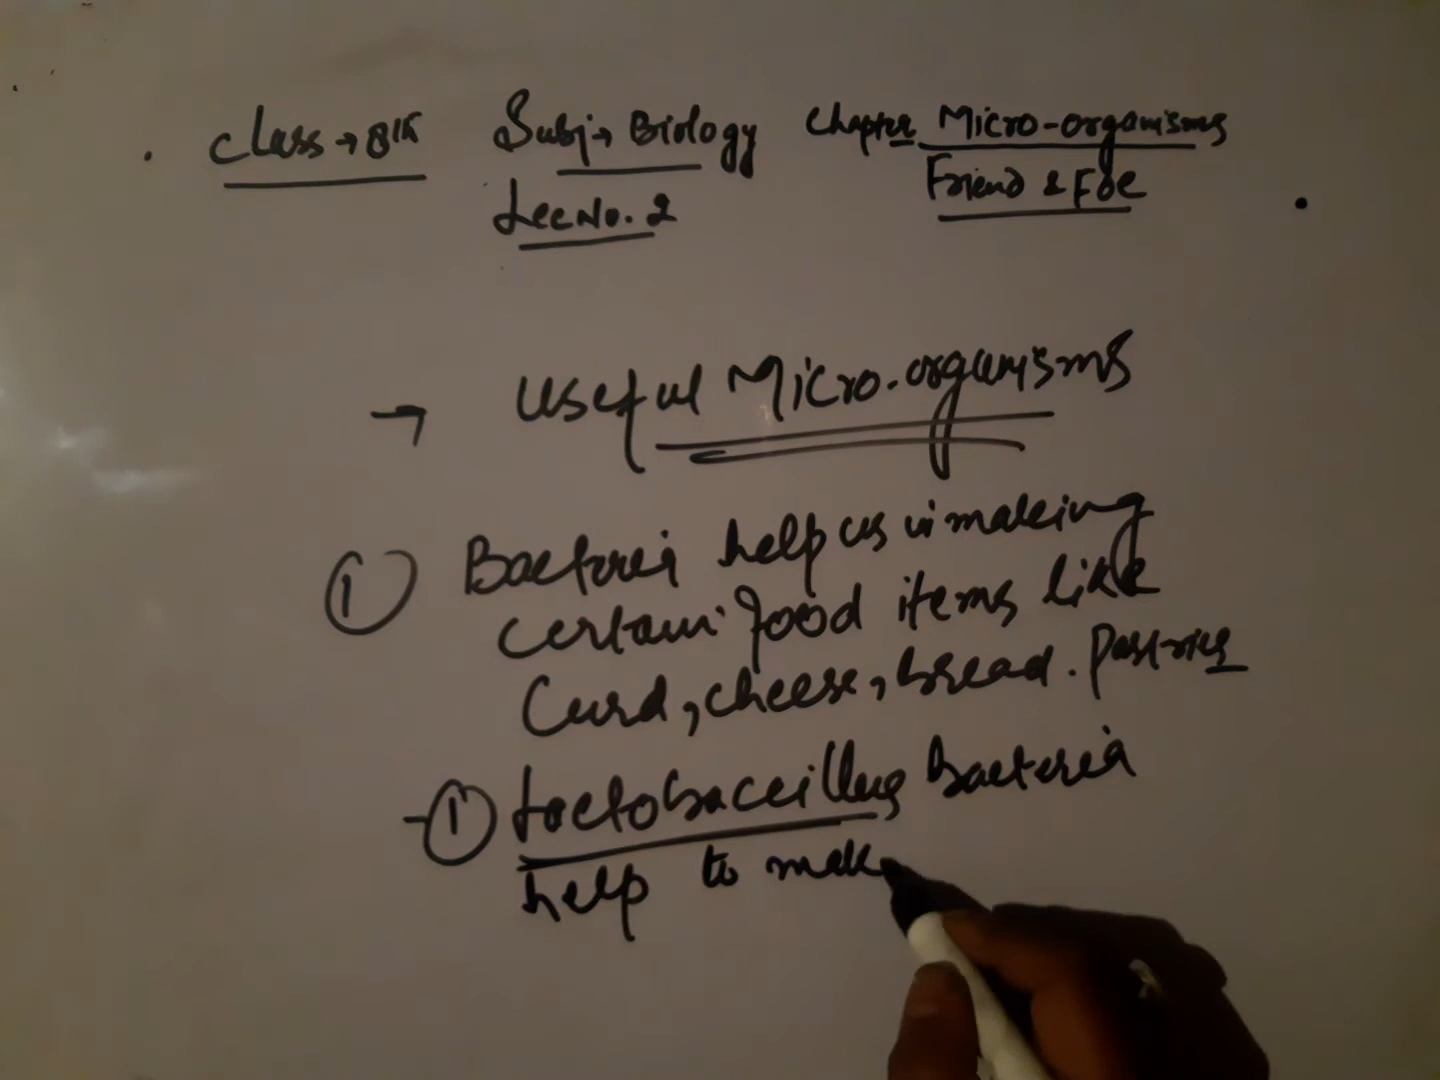 Class → 8th Subj → Biology Chapter Micro-organisms
Lec No. 2 Friend & Foe
→ Useful Micro-organisms
① Bacteria help us in making
certain food items like
Curd, cheese, bread. Pastries
-① Lactobaccillus Bacteria
help to make